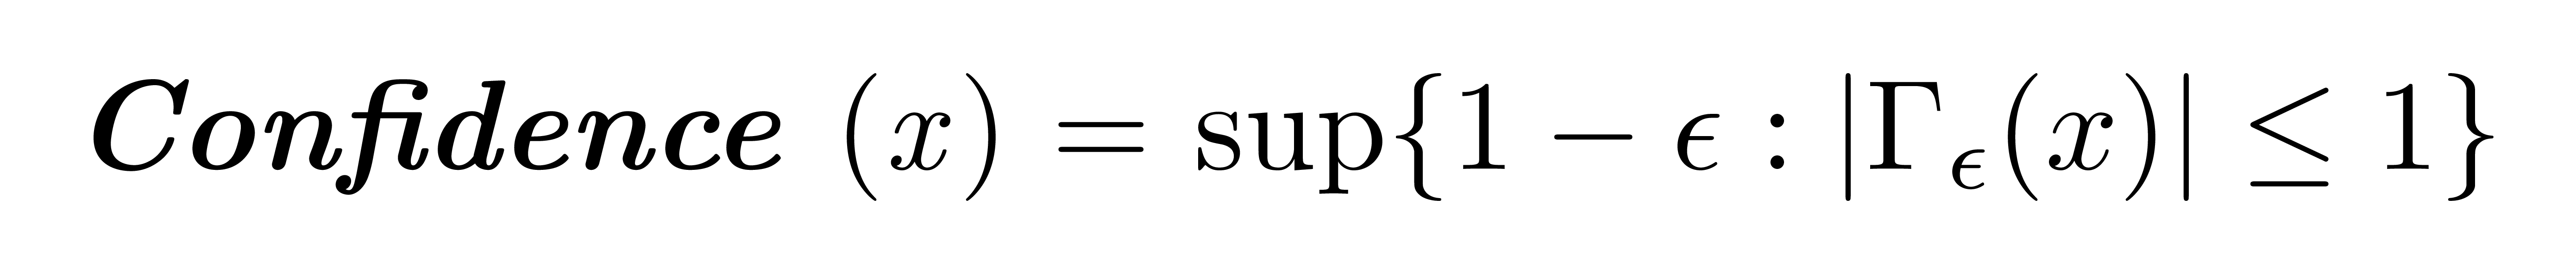 Confidence (x) = sup{1 − ϵ : |Γ_ϵ(x)| ≤ 1}